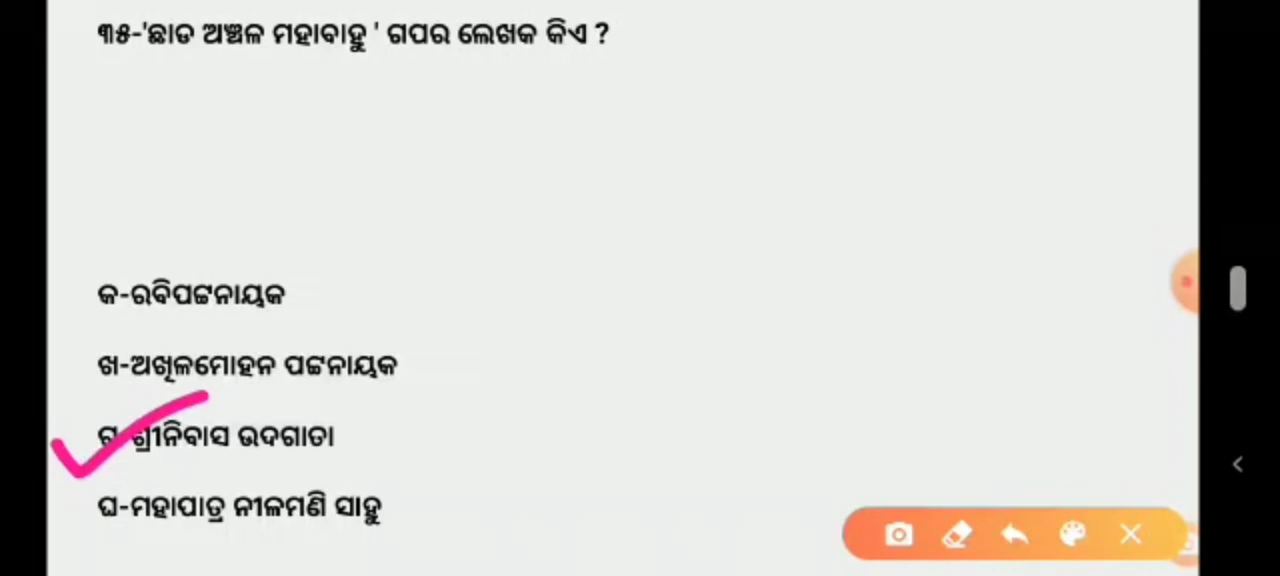 ୩୫-'ଛାଡ ଅଞ୍ଚଳ ମହାବାହୁ ' ଗପର ଲେଖକ କିଏ ?
କ-ରବିପଟ୍ଟନାୟକ
ଖ-ଅଖିଳମୋହନ ପଟ୍ଟନାୟକ
ଗ-ଶ୍ରୀନିବାସ ଉଦଗାତା
ଘ-ମହାପାତ୍ର ନୀଳମଣି ସାହୁ